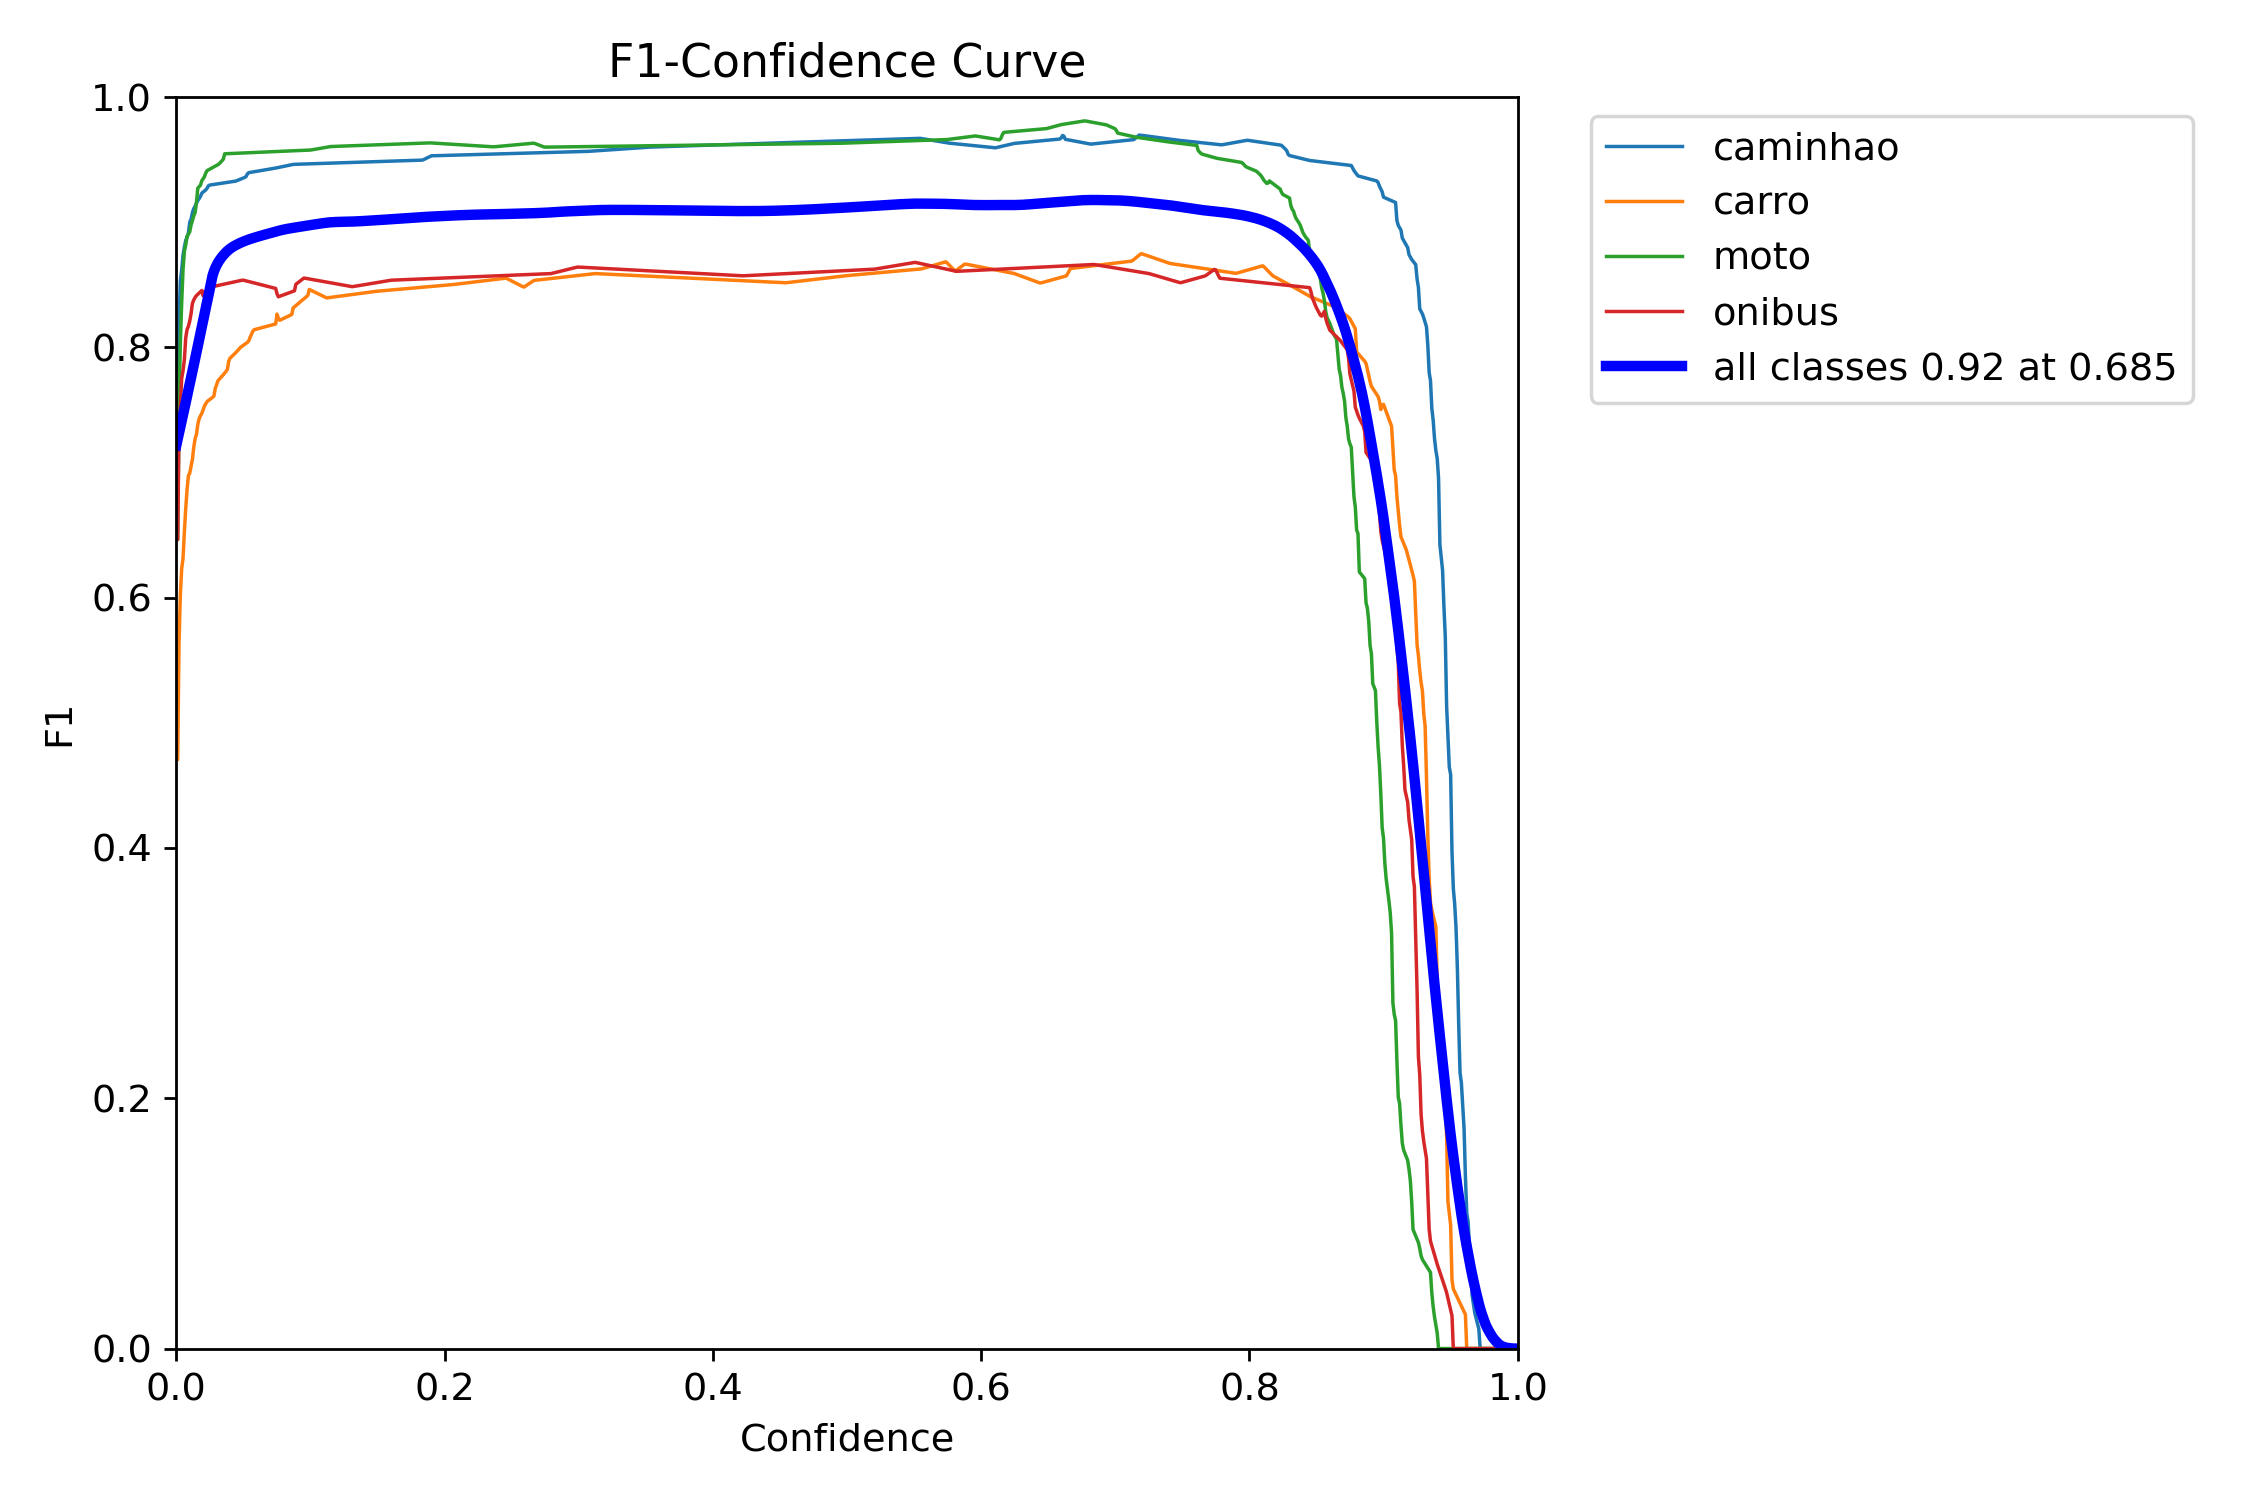 F1-Confidence Curve
1.0
0.8
0.6
0.4
0.2
0.0
F1
0.0 0.2 0.4 0.6 0.8 1.0
Confidence
caminhao
carro
moto
onibus
all classes 0.92 at 0.685